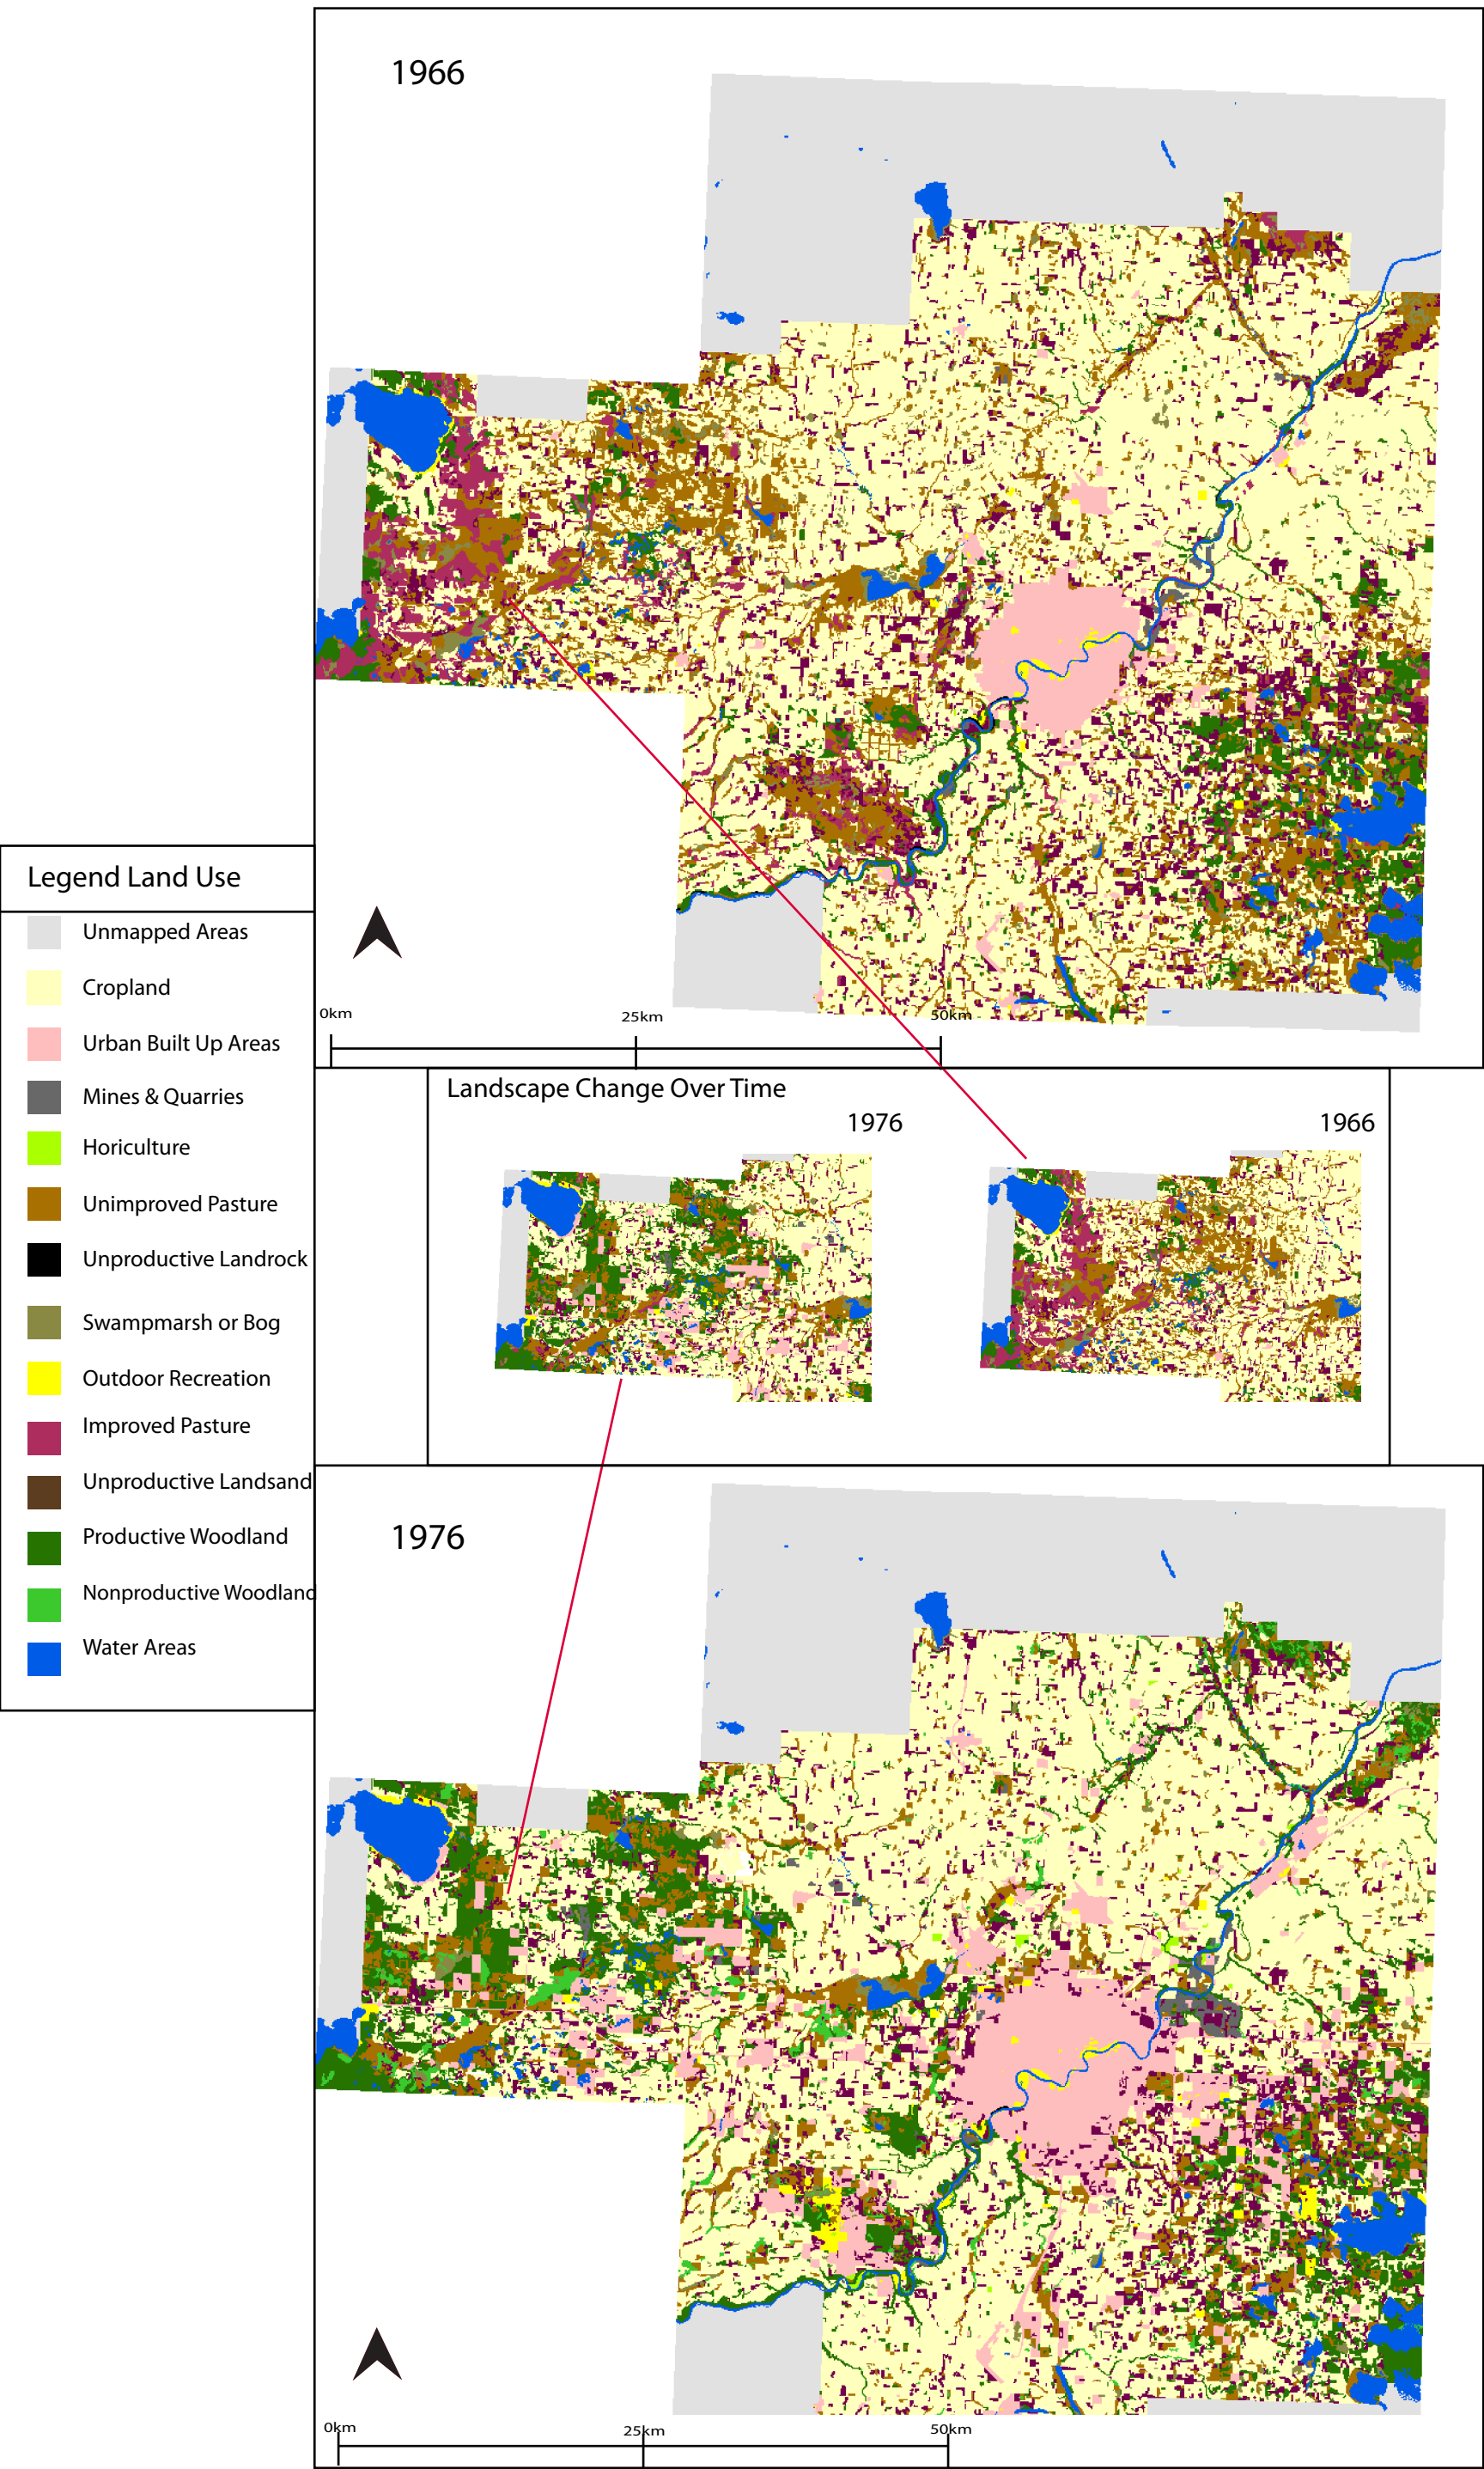 1966
Legend Land Use
Unmapped Areas
Cropland
Urban Built Up Areas
Mines & Quarries
Horiculture
Unimproved Pasture
Unproductive Landrock
Swampmarsh or Bog
Outdoor Recreation
Improved Pasture
Unproductive Landsand
Productive Woodland
Nonproductive Woodland
Water Areas
0km
25km
50km
Landscape Change Over Time
1976
1966
1976
0km
25km
50km